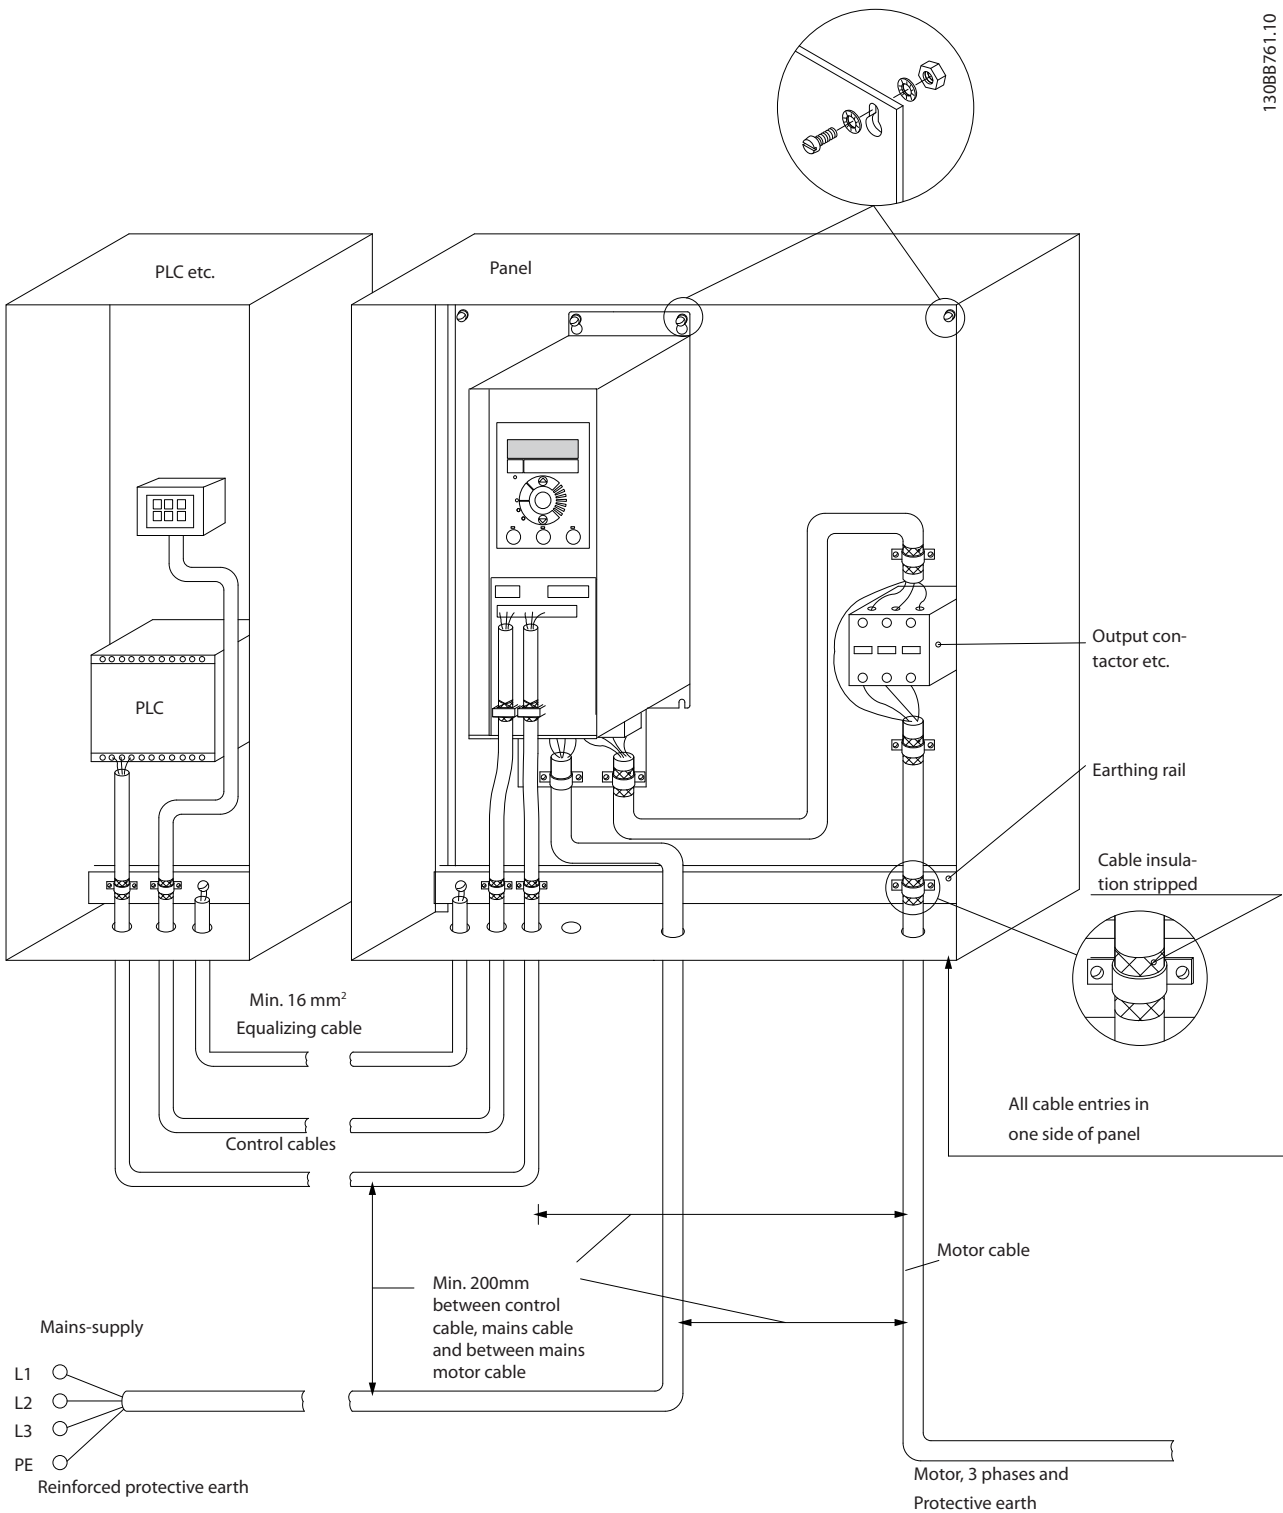 130BB761.10
PLC etc.
Panel
PLC
Output con-
tactor etc.
Earthing rail
Cable insula-
tion stripped
Min. 16 mm²
Equalizing cable
Control cables
All cable entries in
one side of panel
Min. 200mm
between control
cable, mains cable
and between mains
motor cable
Motor cable
Mains-supply
L1
L2
L3
PE
Reinforced protective earth
Motor, 3 phases and
Protective earth